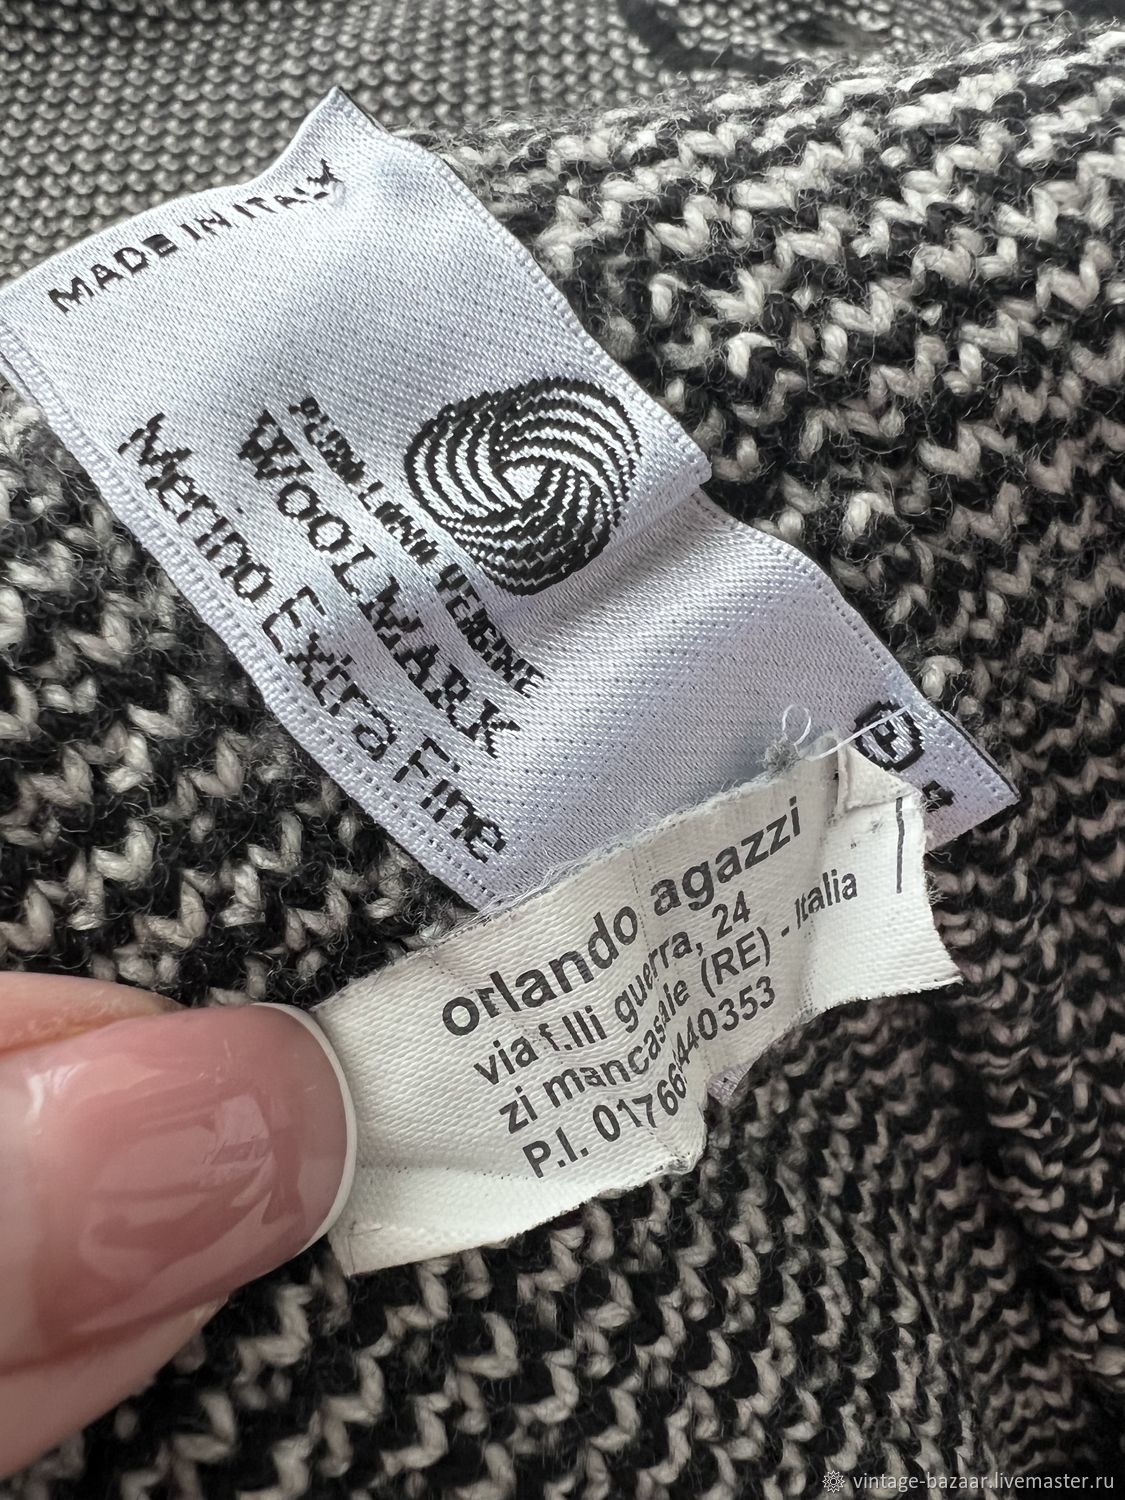 MADE IN ITALY
PURA LANA VERGINE
WOOLMARK
Merino Extra Fine
P
orlando agazzi
via f.lli guerra, 24
zi mancasale (RE) - Italia
P.I. 01766440353
vintage-bazaar.livemaster.ru